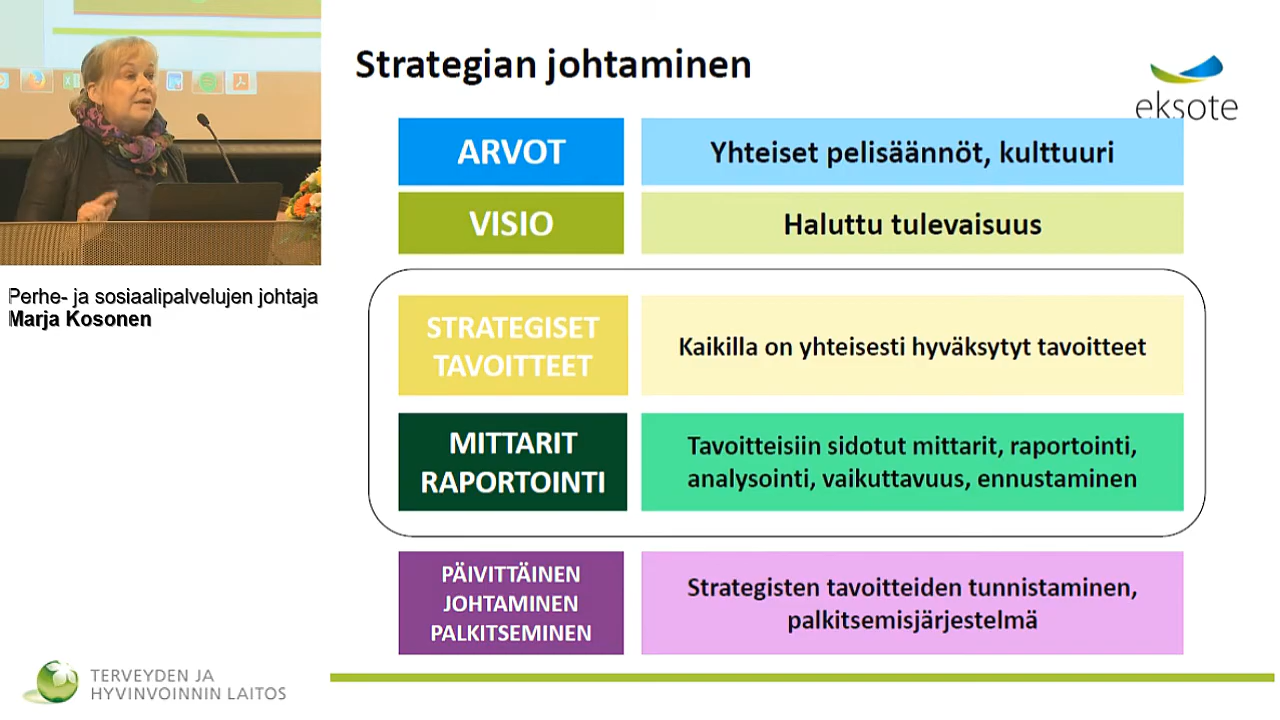 Strategian johtaminen
eksote
ARVOT
Yhteiset pelisäännöt, kulttuuri
VISIO
Haluttu tulevaisuus
Perhe- ja sosiaalipalvelujen johtaja
Marja Kosonen
STRATEGISET
TAVOITTEET
Kaikilla on yhteisesti hyväksytyt tavoitteet
MITTARIT
RAPORTOINTI
Tavoitteisiin sidotut mittarit, raportointi,
analysointi, vaikuttavuus, ennustaminen
PÄIVITTÄINEN
JOHTAMINEN
PALKITSEMINEN
Strategisten tavoitteiden tunnistaminen,
palkitsemisjärjestelmä
TERVEYDEN JA
HYVINVOINNIN LAITOS